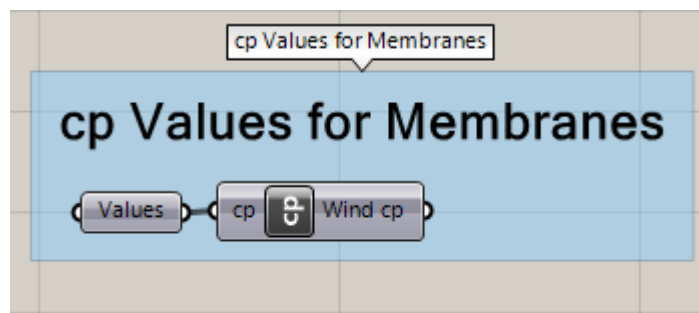 cp Values for Membranes
cp Values for Membranes
Values cp cp Wind cp